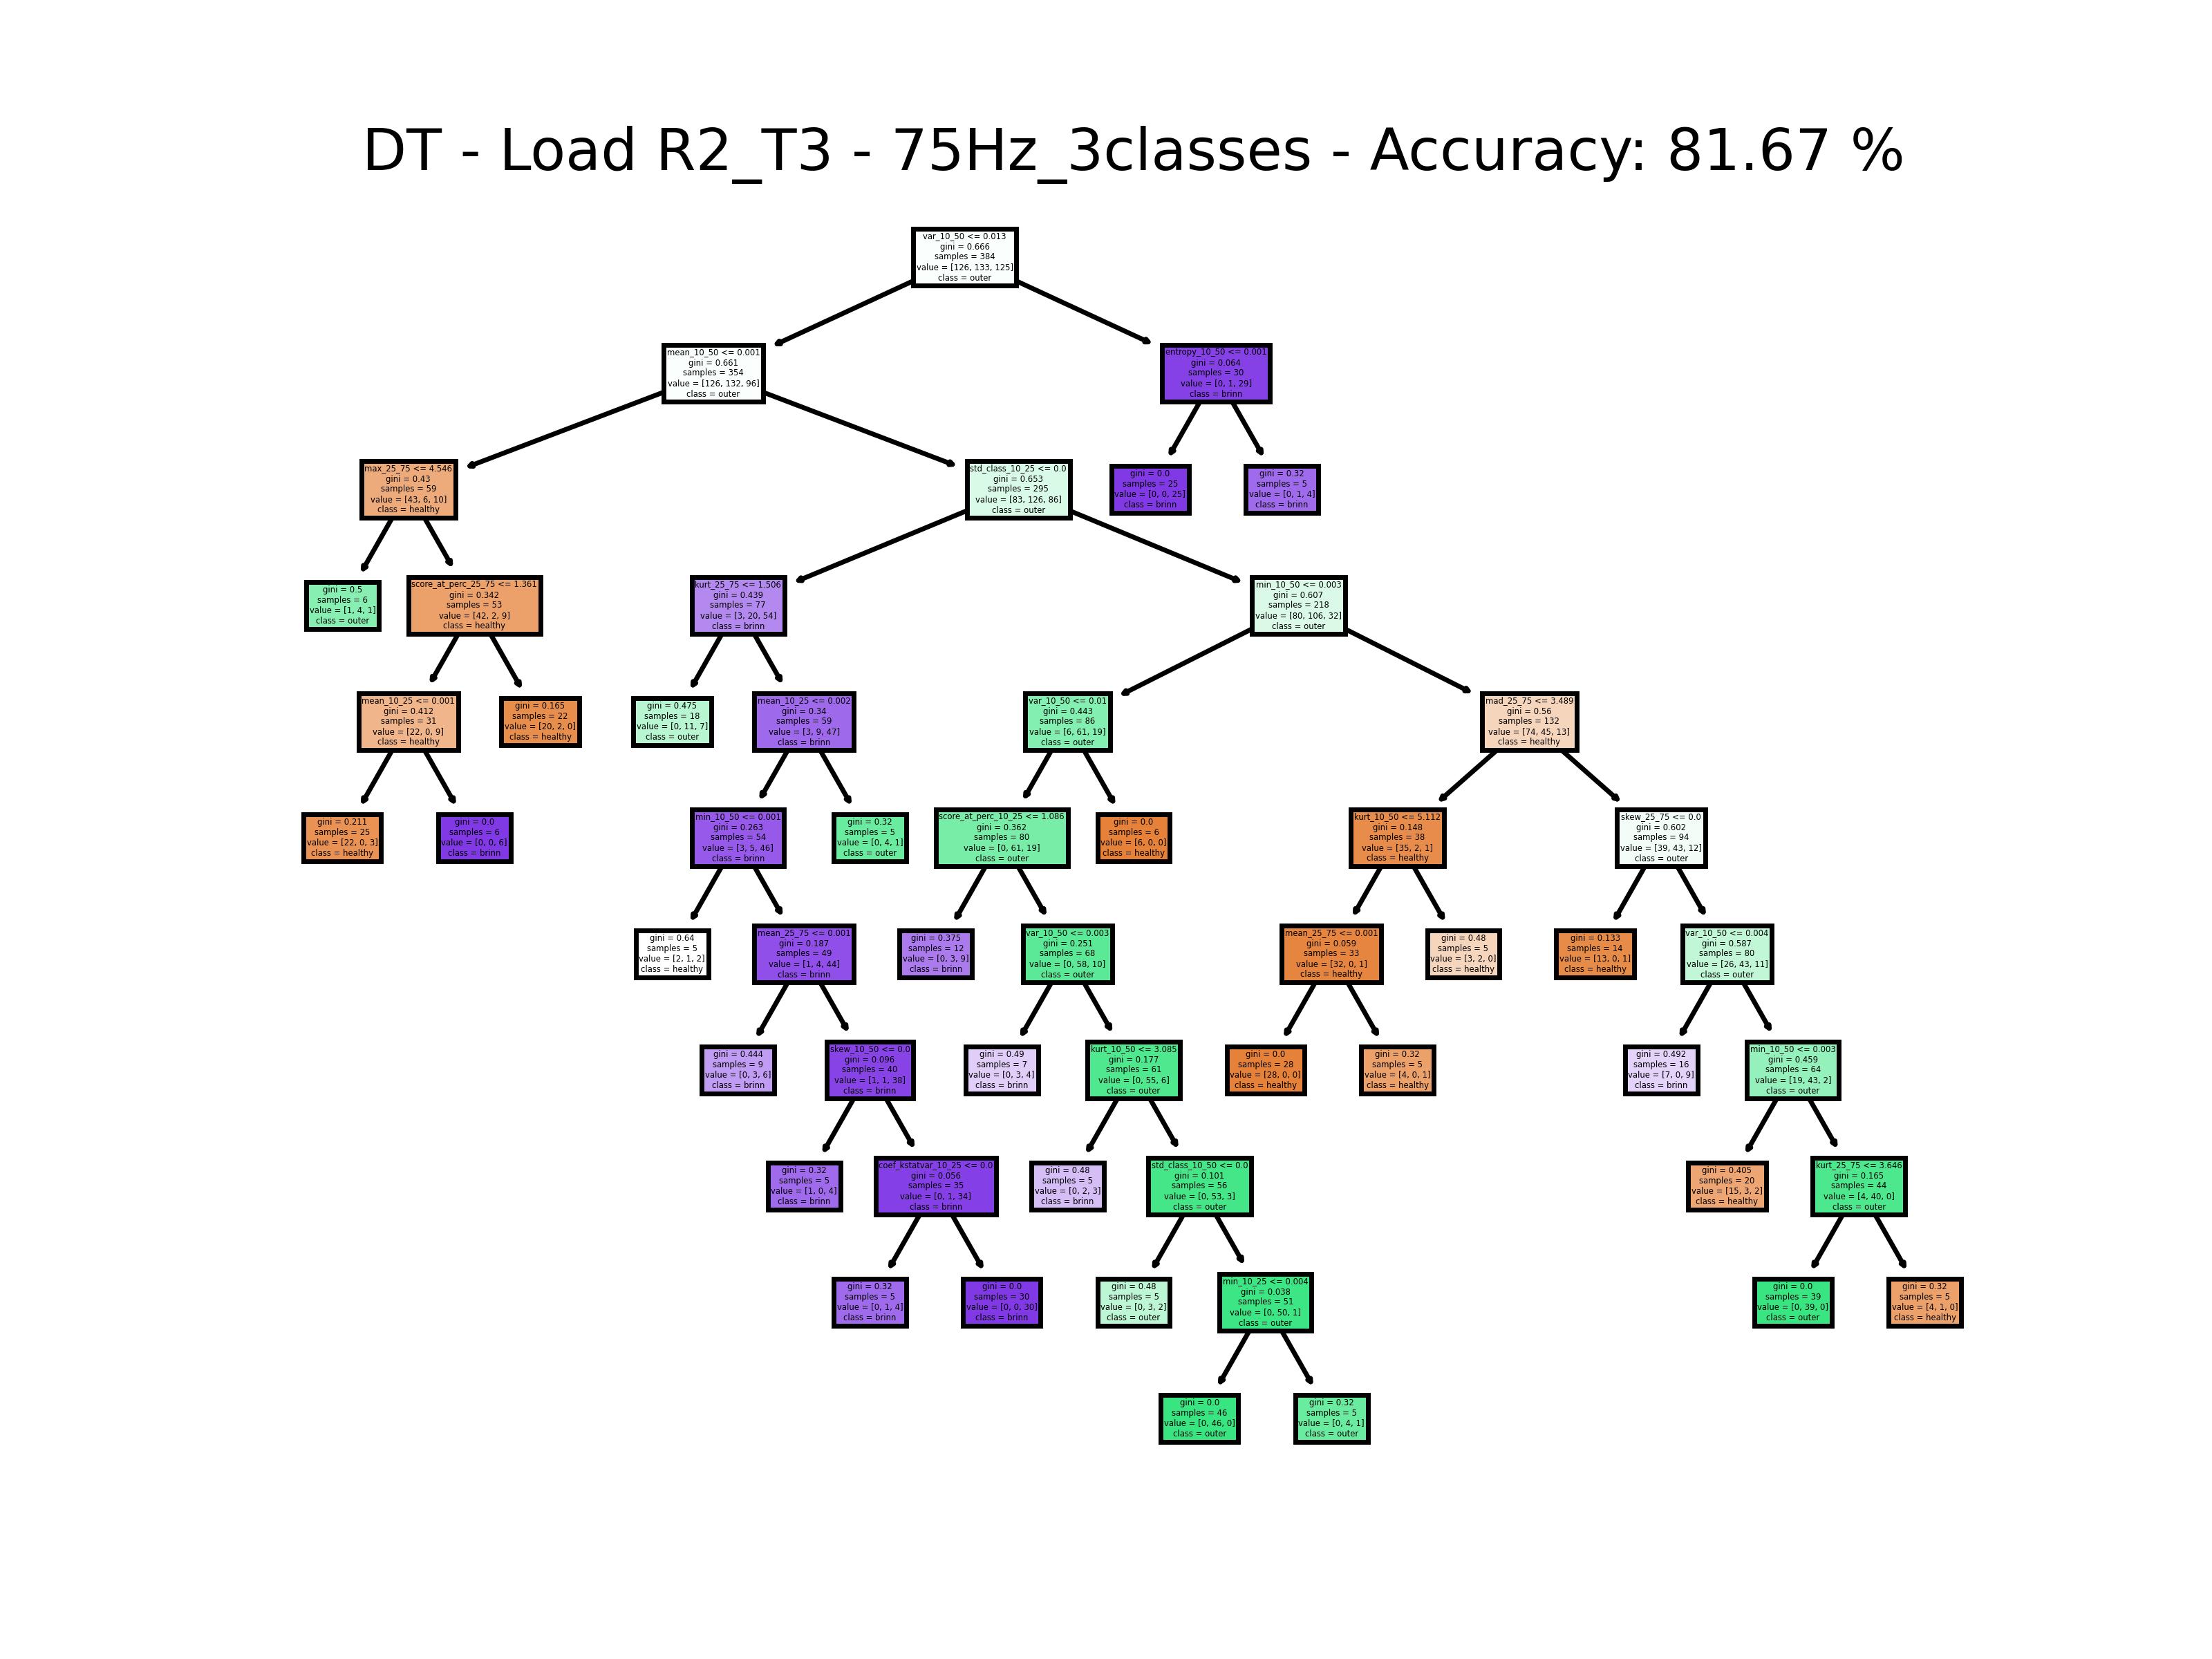 DT - Load R2_T3 - 75Hz_3classes - Accuracy: 81.67 %
var_10_50 <= 0.013
gini = 0.666
samples = 384
value = [126, 133, 125]
class = outer
mean_10_50 <= 0.001
gini = 0.661
samples = 354
value = [126, 132, 96]
class = outer
entropy_10_50 <= 0.001
gini = 0.064
samples = 30
value = [0, 1, 29]
class = brinn
max_25_75 <= 4.546
gini = 0.43
samples = 59
value = [43, 6, 10]
class = healthy
std_class_10_25 <= 0.0
gini = 0.653
samples = 295
value = [83, 126, 86]
class = outer
gini = 0.0
samples = 25
value = [0, 0, 25]
class = brinn
gini = 0.32
samples = 5
value = [0, 1, 4]
class = brinn
gini = 0.5
samples = 6
value = [1, 4, 1]
class = outer
score_at_perc_25_75 <= 1.361
gini = 0.342
samples = 53
value = [42, 2, 9]
class = healthy
kurt_25_75 <= 1.506
gini = 0.439
samples = 77
value = [3, 20, 54]
class = brinn
min_10_50 <= 0.003
gini = 0.607
samples = 218
value = [80, 106, 32]
class = outer
mean_10_25 <= 0.001
gini = 0.412
samples = 31
value = [22, 0, 9]
class = healthy
gini = 0.165
samples = 22
value = [20, 2, 0]
class = healthy
gini = 0.475
samples = 18
value = [0, 11, 7]
class = outer
mean_10_25 <= 0.002
gini = 0.34
samples = 59
value = [3, 9, 47]
class = brinn
var_10_50 <= 0.01
gini = 0.443
samples = 86
value = [6, 61, 19]
class = outer
mad_25_75 <= 3.489
gini = 0.56
samples = 132
value = [74, 45, 13]
class = healthy
gini = 0.211
samples = 25
value = [22, 0, 3]
class = healthy
gini = 0.0
samples = 6
value = [0, 0, 6]
class = brinn
min_10_50 <= 0.001
gini = 0.263
samples = 54
value = [3, 5, 46]
class = brinn
gini = 0.32
samples = 5
value = [0, 4, 1]
class = outer
score_at_perc_10_25 <= 1.086
gini = 0.362
samples = 80
value = [0, 61, 19]
class = outer
gini = 0.0
samples = 6
value = [6, 0, 0]
class = healthy
kurt_10_50 <= 5.112
gini = 0.148
samples = 38
value = [35, 2, 1]
class = healthy
skew_25_75 <= 0.0
gini = 0.602
samples = 94
value = [39, 43, 12]
class = outer
gini = 0.64
samples = 5
value = [2, 1, 2]
class = healthy
mean_25_75 <= 0.001
gini = 0.187
samples = 49
value = [1, 4, 44]
class = brinn
gini = 0.375
samples = 12
value = [0, 3, 9]
class = brinn
var_10_50 <= 0.003
gini = 0.251
samples = 68
value = [0, 58, 10]
class = outer
mean_25_75 <= 0.001
gini = 0.059
samples = 33
value = [32, 0, 1]
class = healthy
gini = 0.48
samples = 5
value = [3, 2, 0]
class = healthy
gini = 0.133
samples = 14
value = [13, 0, 1]
class = healthy
var_10_50 <= 0.004
gini = 0.587
samples = 80
value = [26, 43, 11]
class = outer
gini = 0.444
samples = 9
value = [0, 3, 6]
class = brinn
skew_10_50 <= 0.0
gini = 0.096
samples = 40
value = [1, 1, 38]
class = brinn
gini = 0.49
samples = 7
value = [0, 3, 4]
class = brinn
kurt_10_50 <= 3.085
gini = 0.177
samples = 61
value = [0, 55, 6]
class = outer
gini = 0.0
samples = 28
value = [28, 0, 0]
class = healthy
gini = 0.32
samples = 5
value = [4, 0, 1]
class = healthy
gini = 0.492
samples = 16
value = [7, 0, 9]
class = brinn
min_10_50 <= 0.003
gini = 0.459
samples = 64
value = [19, 43, 2]
class = outer
gini = 0.32
samples = 5
value = [1, 0, 4]
class = brinn
coef_kstatvar_10_25 <= 0.0
gini = 0.056
samples = 35
value = [0, 1, 34]
class = brinn
gini = 0.48
samples = 5
value = [0, 2, 3]
class = brinn
std_class_10_50 <= 0.0
gini = 0.101
samples = 56
value = [0, 53, 3]
class = outer
gini = 0.405
samples = 20
value = [15, 3, 2]
class = healthy
kurt_25_75 <= 3.646
gini = 0.165
samples = 44
value = [4, 40, 0]
class = outer
gini = 0.32
samples = 5
value = [0, 1, 4]
class = brinn
gini = 0.0
samples = 30
value = [0, 0, 30]
class = brinn
gini = 0.48
samples = 5
value = [0, 3, 2]
class = outer
min_10_25 <= 0.004
gini = 0.038
samples = 51
value = [0, 50, 1]
class = outer
gini = 0.0
samples = 39
value = [0, 39, 0]
class = outer
gini = 0.32
samples = 5
value = [4, 1, 0]
class = healthy
gini = 0.0
samples = 46
value = [0, 46, 0]
class = outer
gini = 0.32
samples = 5
value = [0, 4, 1]
class = outer